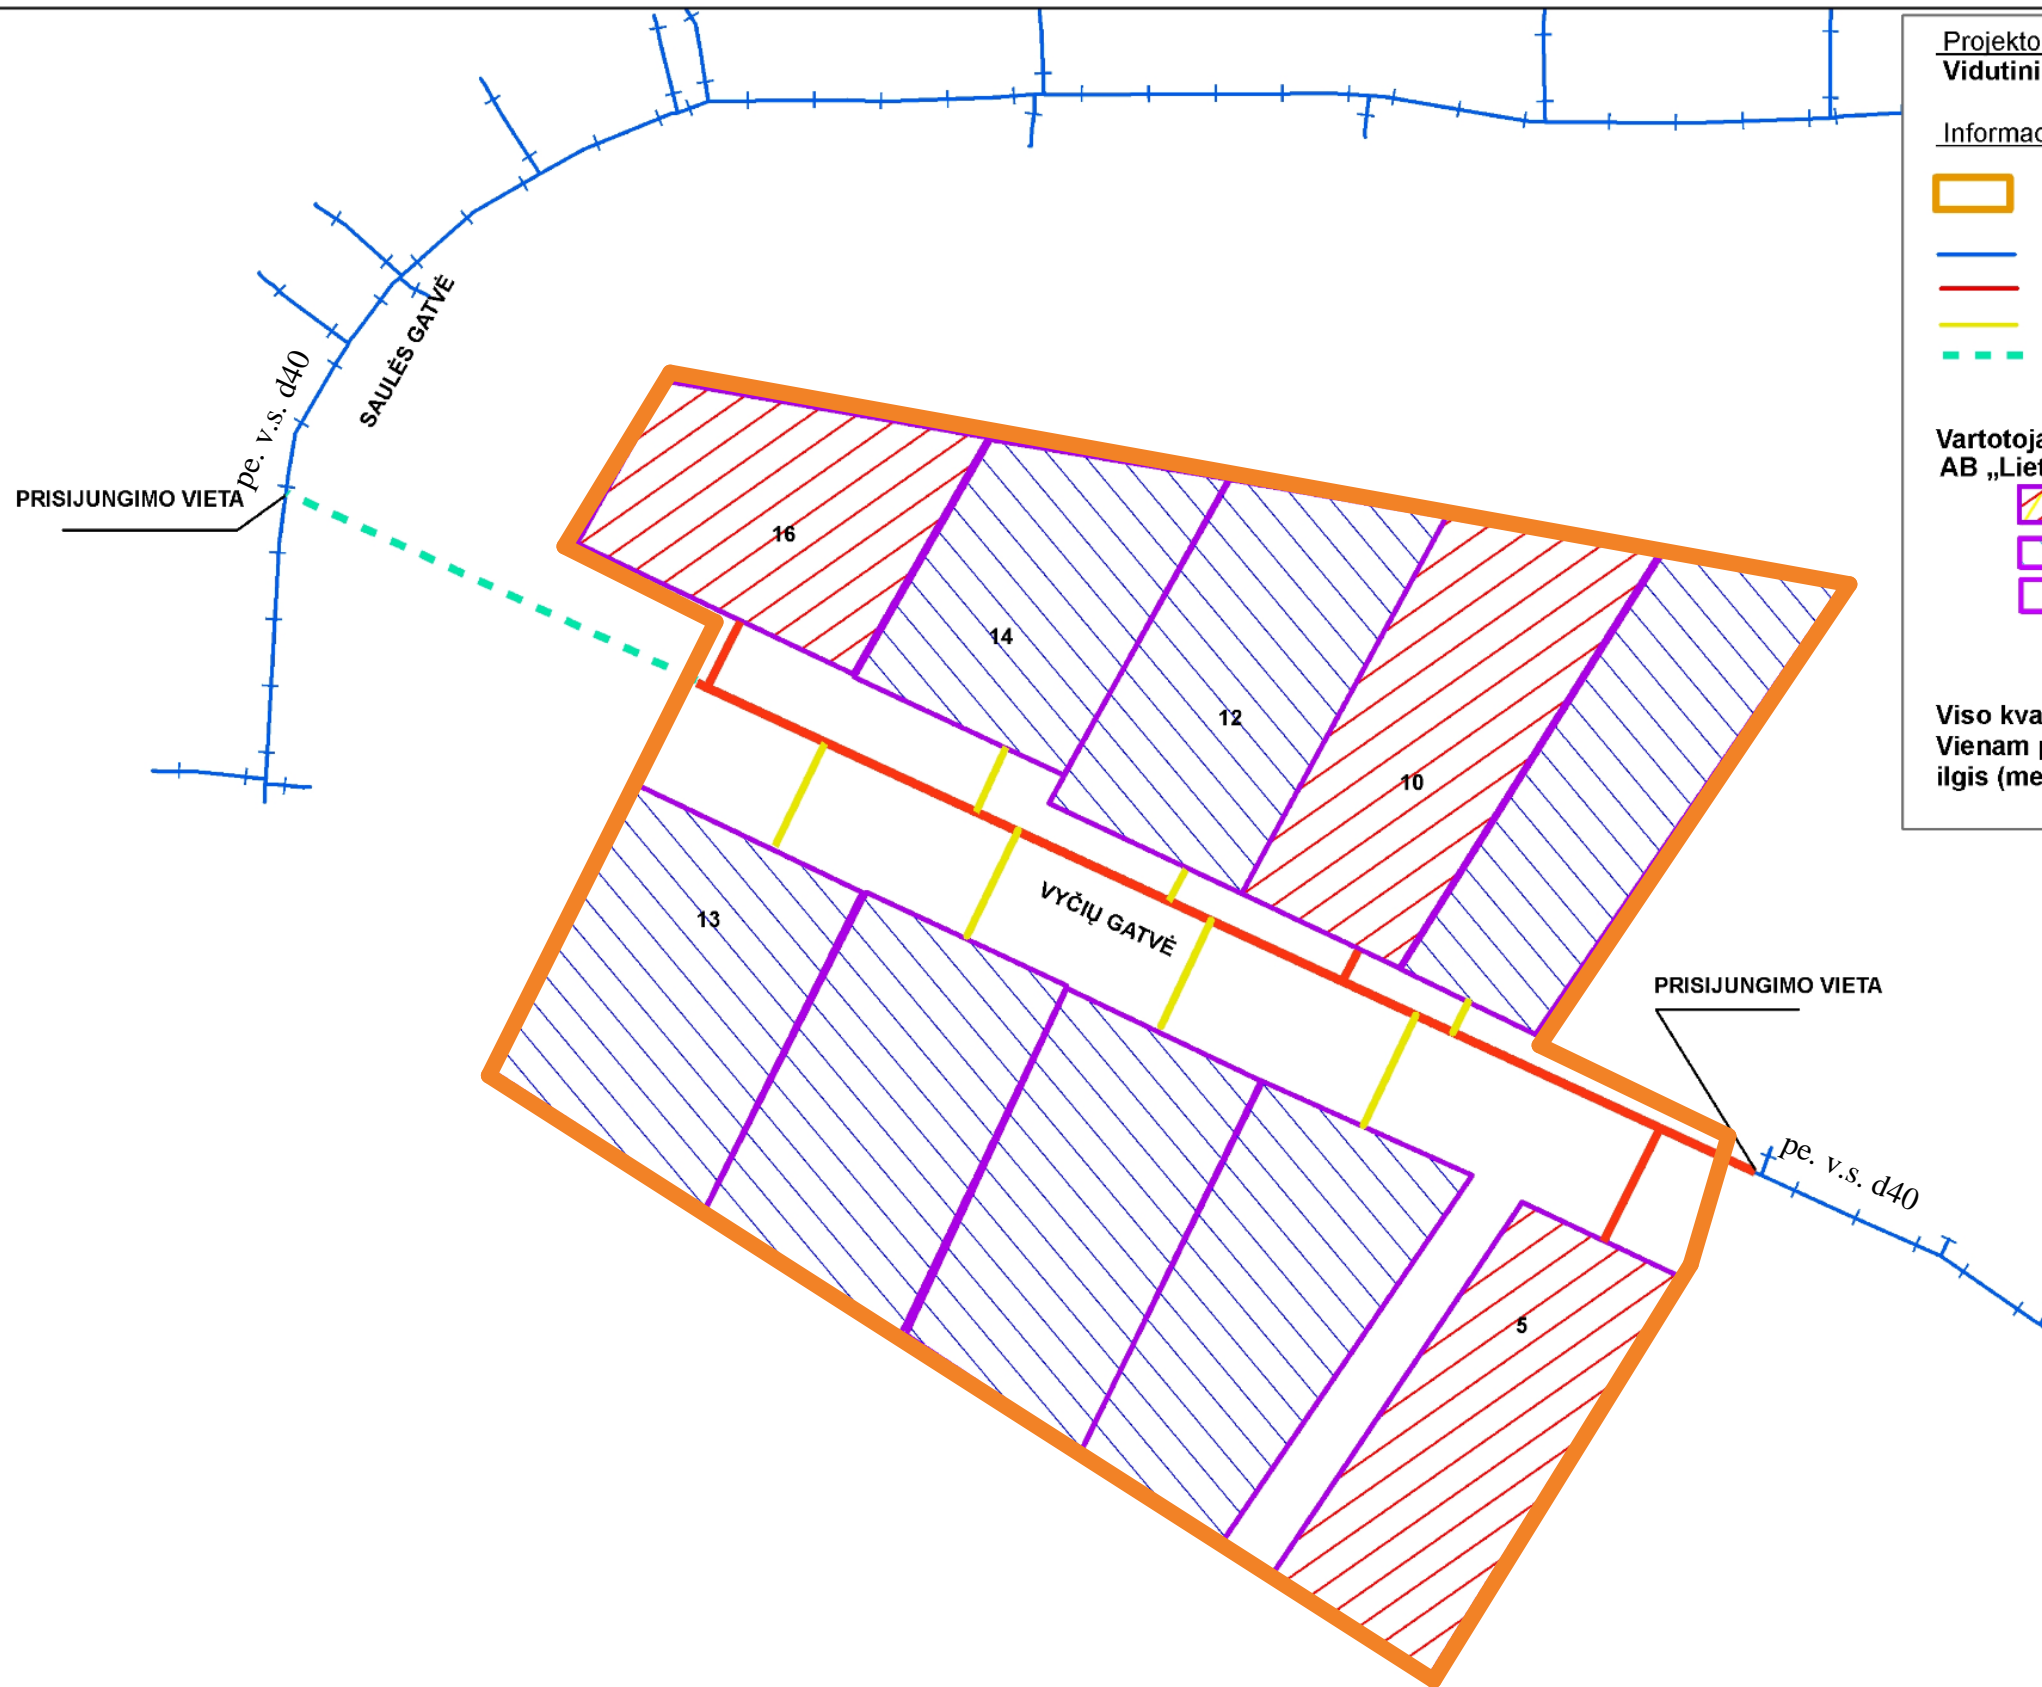 Projekto
Vidutini
Informac
SAULĖS GATVĖ
pe. v.s. d40
PRISIJUNGIMO VIETA
Vartotoja
AB „Liet
16
14
12
10
Viso kva
Vienam p
ilgis (me
13
VYČIŲ GATVĖ
PRISIJUNGIMO VIETA
pe. v.s. d40
5